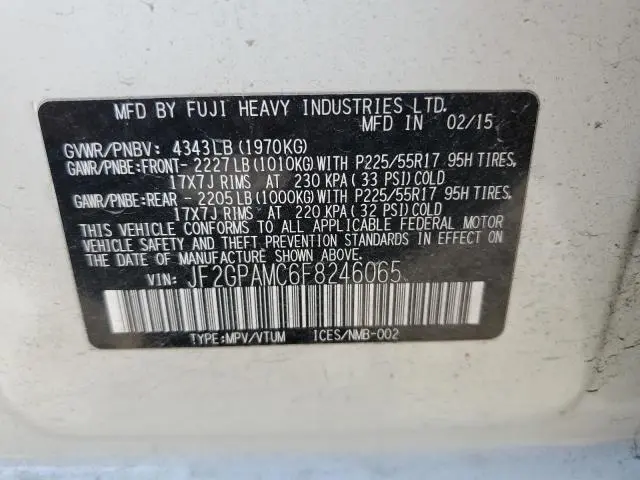 MFD BY FUJI HEAVY INDUSTRIES LTD.
MFD IN 02/15
GVWR/PNBV: 4343LB(1970KG)
GAWR/PNBE:FRONT- 2227LB(1010KG)WITH P225/55R17 95H TIRES,
17X7J RIMS AT 230 KPA(33 PSI)COLD
GAWR/PNBE:REAR - 2205LB(1000KG)WITH P225/55R17 95H TIRES,
17X7J RIMS AT 220 KPA(32 PSI)COLD
THIS VEHICLE CONFORMS TO ALL APPLICABLE FEDERAL MOTOR
VEHICLE SAFETY AND THEFT PREVENTION STANDARDS IN EFFECT ON
THE DATE OF MANUFACTURE SHOWN ABOVE.
VIN: JF2GPAMC6F8246065
TYPE:MPV/VTUM ICES/NMB-002